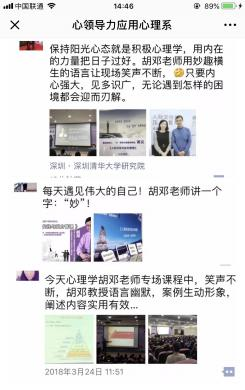 中国联通
14:46
89%
心领导力应用心理系
保持阳光心态就是积极心理学，用内在
的力量把日子过好。胡邓老师用妙趣横
生的语言让现场笑声不断，🤣只要内
心强大，见多识广，无论遇到怎样的困
境都会迎而刃解。
深圳·深圳清华大学研究院
每天遇见伟大的自己！胡邓老师讲一个
字：“妙”！
今天心理学胡邓老师专场课程中，笑声不
断，胡邓教授语言幽默，案例生动形象，
阐述内容实用有效...
2018年3月24日 11:51